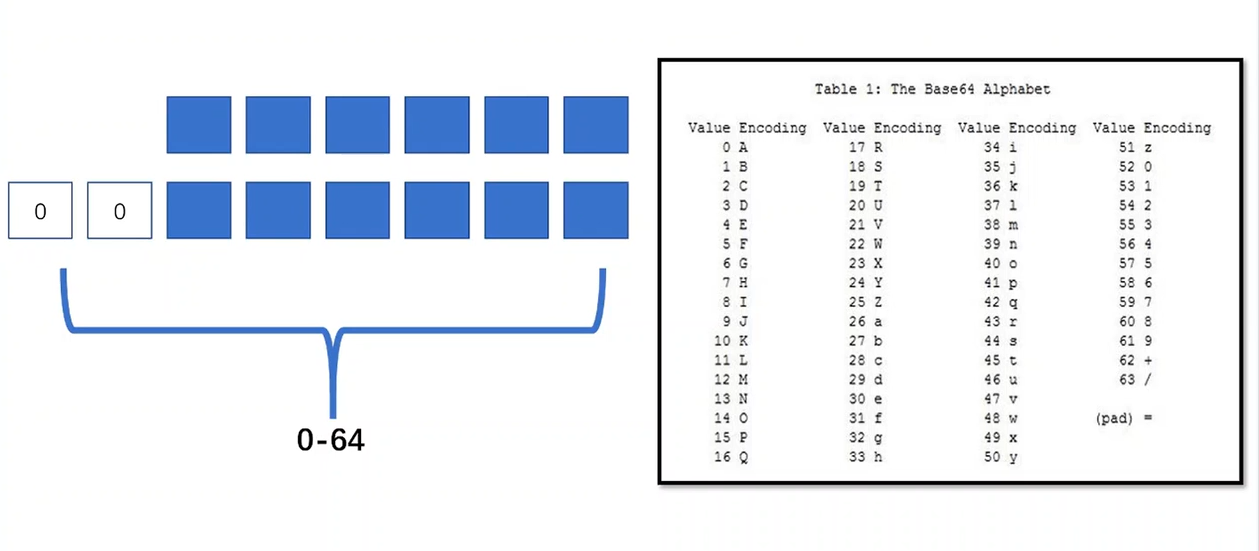 0 0
0-64
Table 1: The Base64 Alphabet
Value Encoding Value Encoding Value Encoding Value Encoding
0 A 17 R 34 i 51 z
1 B 18 S 35 j 52 0
2 C 19 T 36 k 53 1
3 D 20 U 37 l 54 2
4 E 21 V 38 m 55 3
5 F 22 W 39 n 56 4
6 G 23 X 40 o 57 5
7 H 24 Y 41 p 58 6
8 I 25 Z 42 q 59 7
9 J 26 a 43 r 60 8
10 K 27 b 44 s 61 9
11 L 28 c 45 t 62 +
12 M 29 d 46 u 63 /
13 N 30 e 47 v
14 O 31 f 48 w (pad) =
15 P 32 g 49 x
16 Q 33 h 50 y